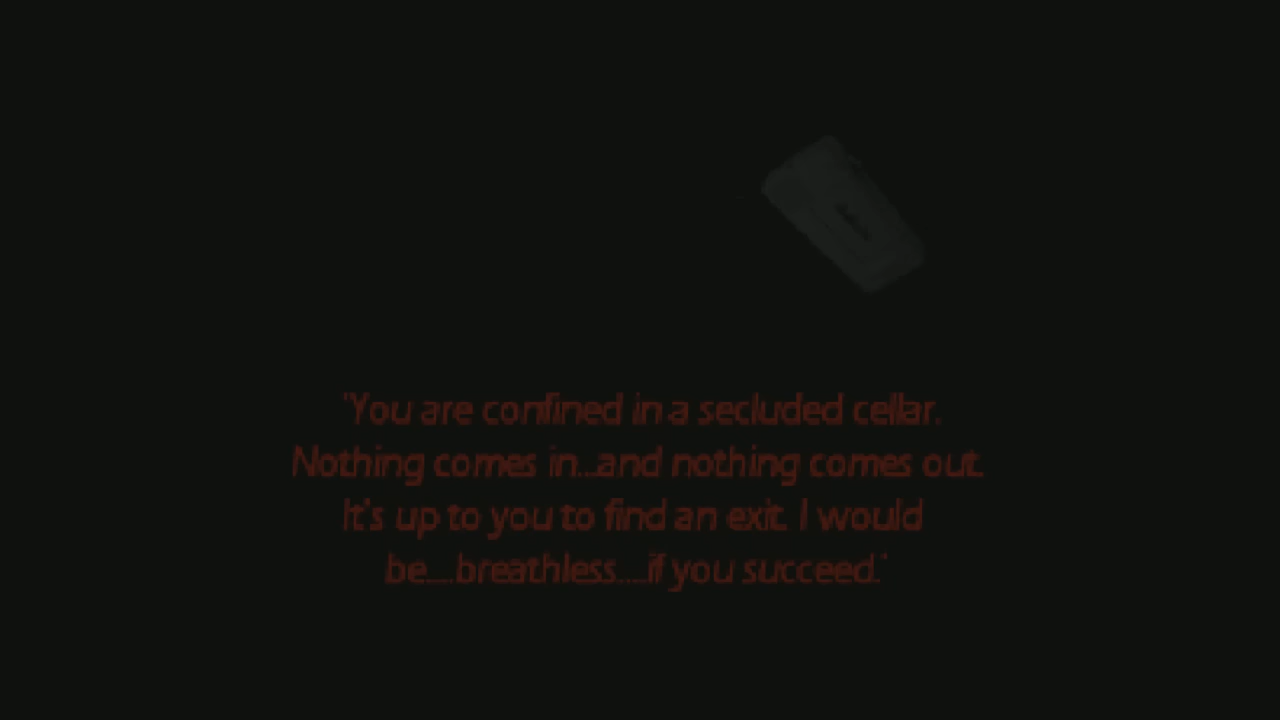 "You are confined in a secluded cellar.
Nothing comes in...and nothing comes out.
It's up to you to find an exit. I would
be....breathless....if you succeed."